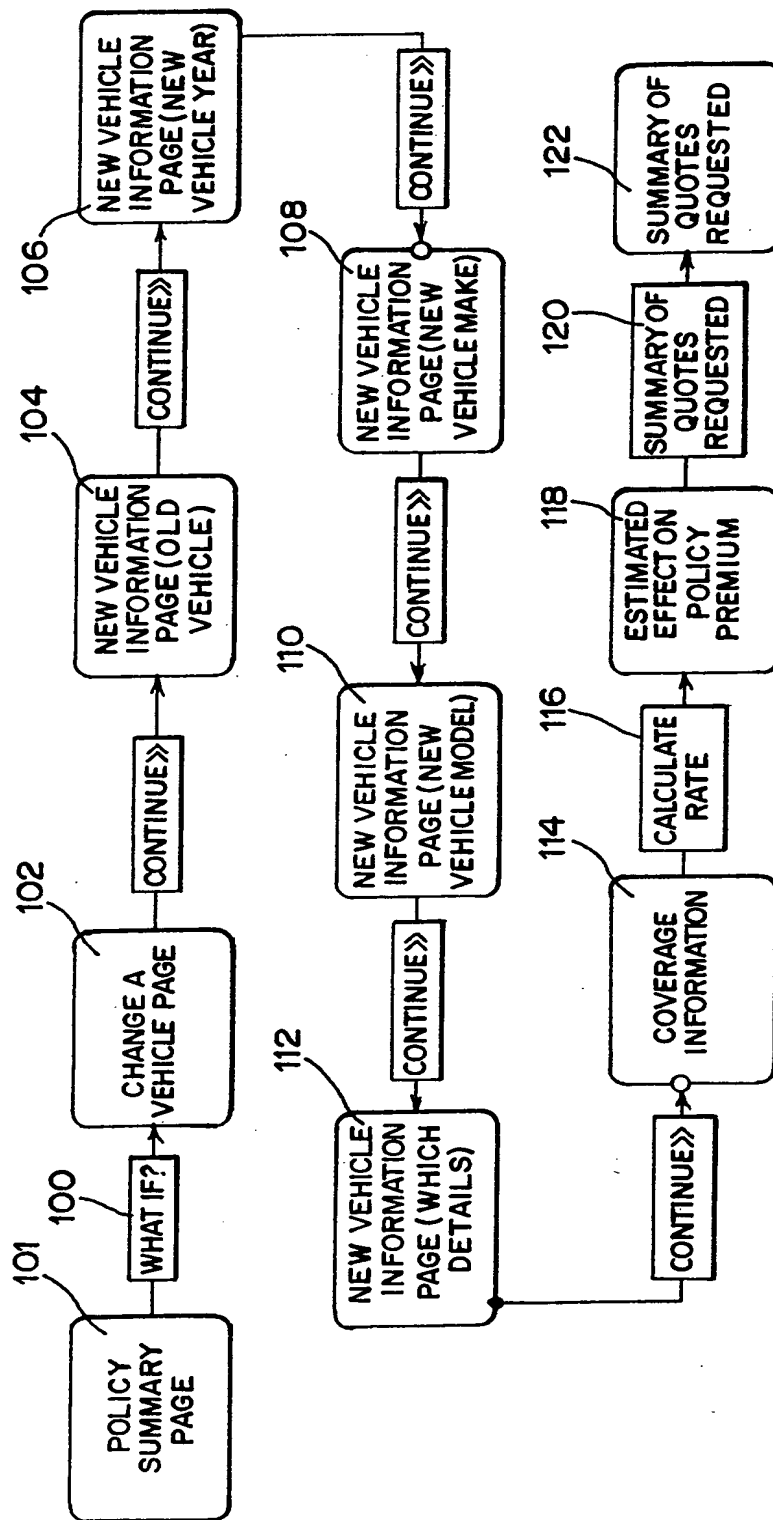 101
POLICY
SUMMARY
PAGE
100
WHAT IF?
102
CHANGE A
VEHICLE PAGE
CONTINUE»
104
NEW VEHICLE
INFORMATION
PAGE (OLD
VEHICLE)
CONTINUE»
106
NEW VEHICLE
INFORMATION
PAGE (NEW
VEHICLE YEAR)
CONTINUE»
108
NEW VEHICLE
INFORMATION
PAGE (NEW
VEHICLE MAKE)
CONTINUE»
110
NEW VEHICLE
INFORMATION
PAGE (NEW
VEHICLE MODEL)
CONTINUE»
112
NEW VEHICLE
INFORMATION
PAGE (WHICH
DETAILS)
CONTINUE»
114
COVERAGE
INFORMATION
116
CALCULATE
RATE
118
ESTIMATED
EFFECT ON
POLICY
PREMIUM
120
SUMMARY OF
QUOTES
REQUESTED
122
SUMMARY OF
QUOTES
REQUESTED